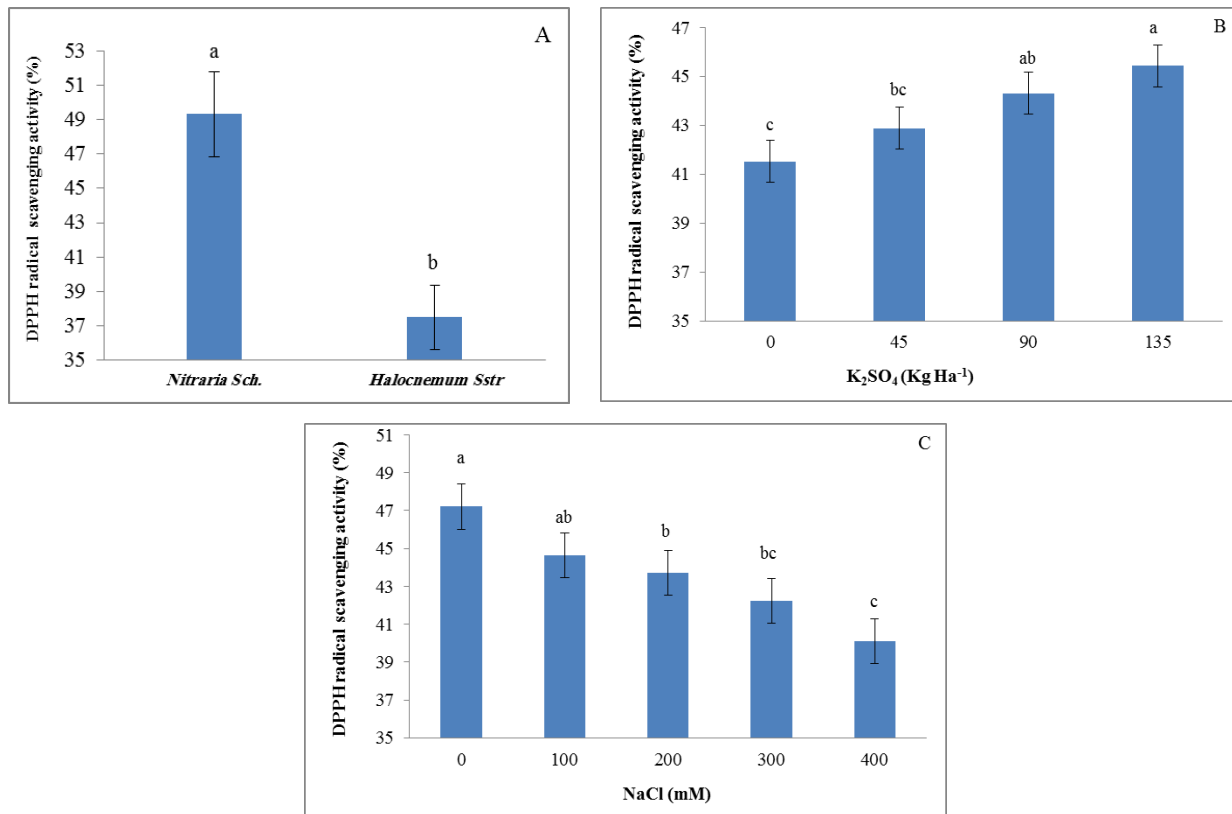 A
DPPH radical scavenging activity (%)
53
51
49
47
45
43
41
39
37
35
a
b
Nitraria Sch.
Halocnemum Sstr
B
DPPH radical scavenging activity (%)
47
45
43
41
39
37
35
c
bc
ab
a
0 45 90 135
K₂SO₄ (Kg Ha⁻¹)
C
DPPH radical scavenging activity (%)
51
49
47
45
43
41
39
37
35
a
ab
b
bc
c
0 100 200 300 400
NaCl (mM)